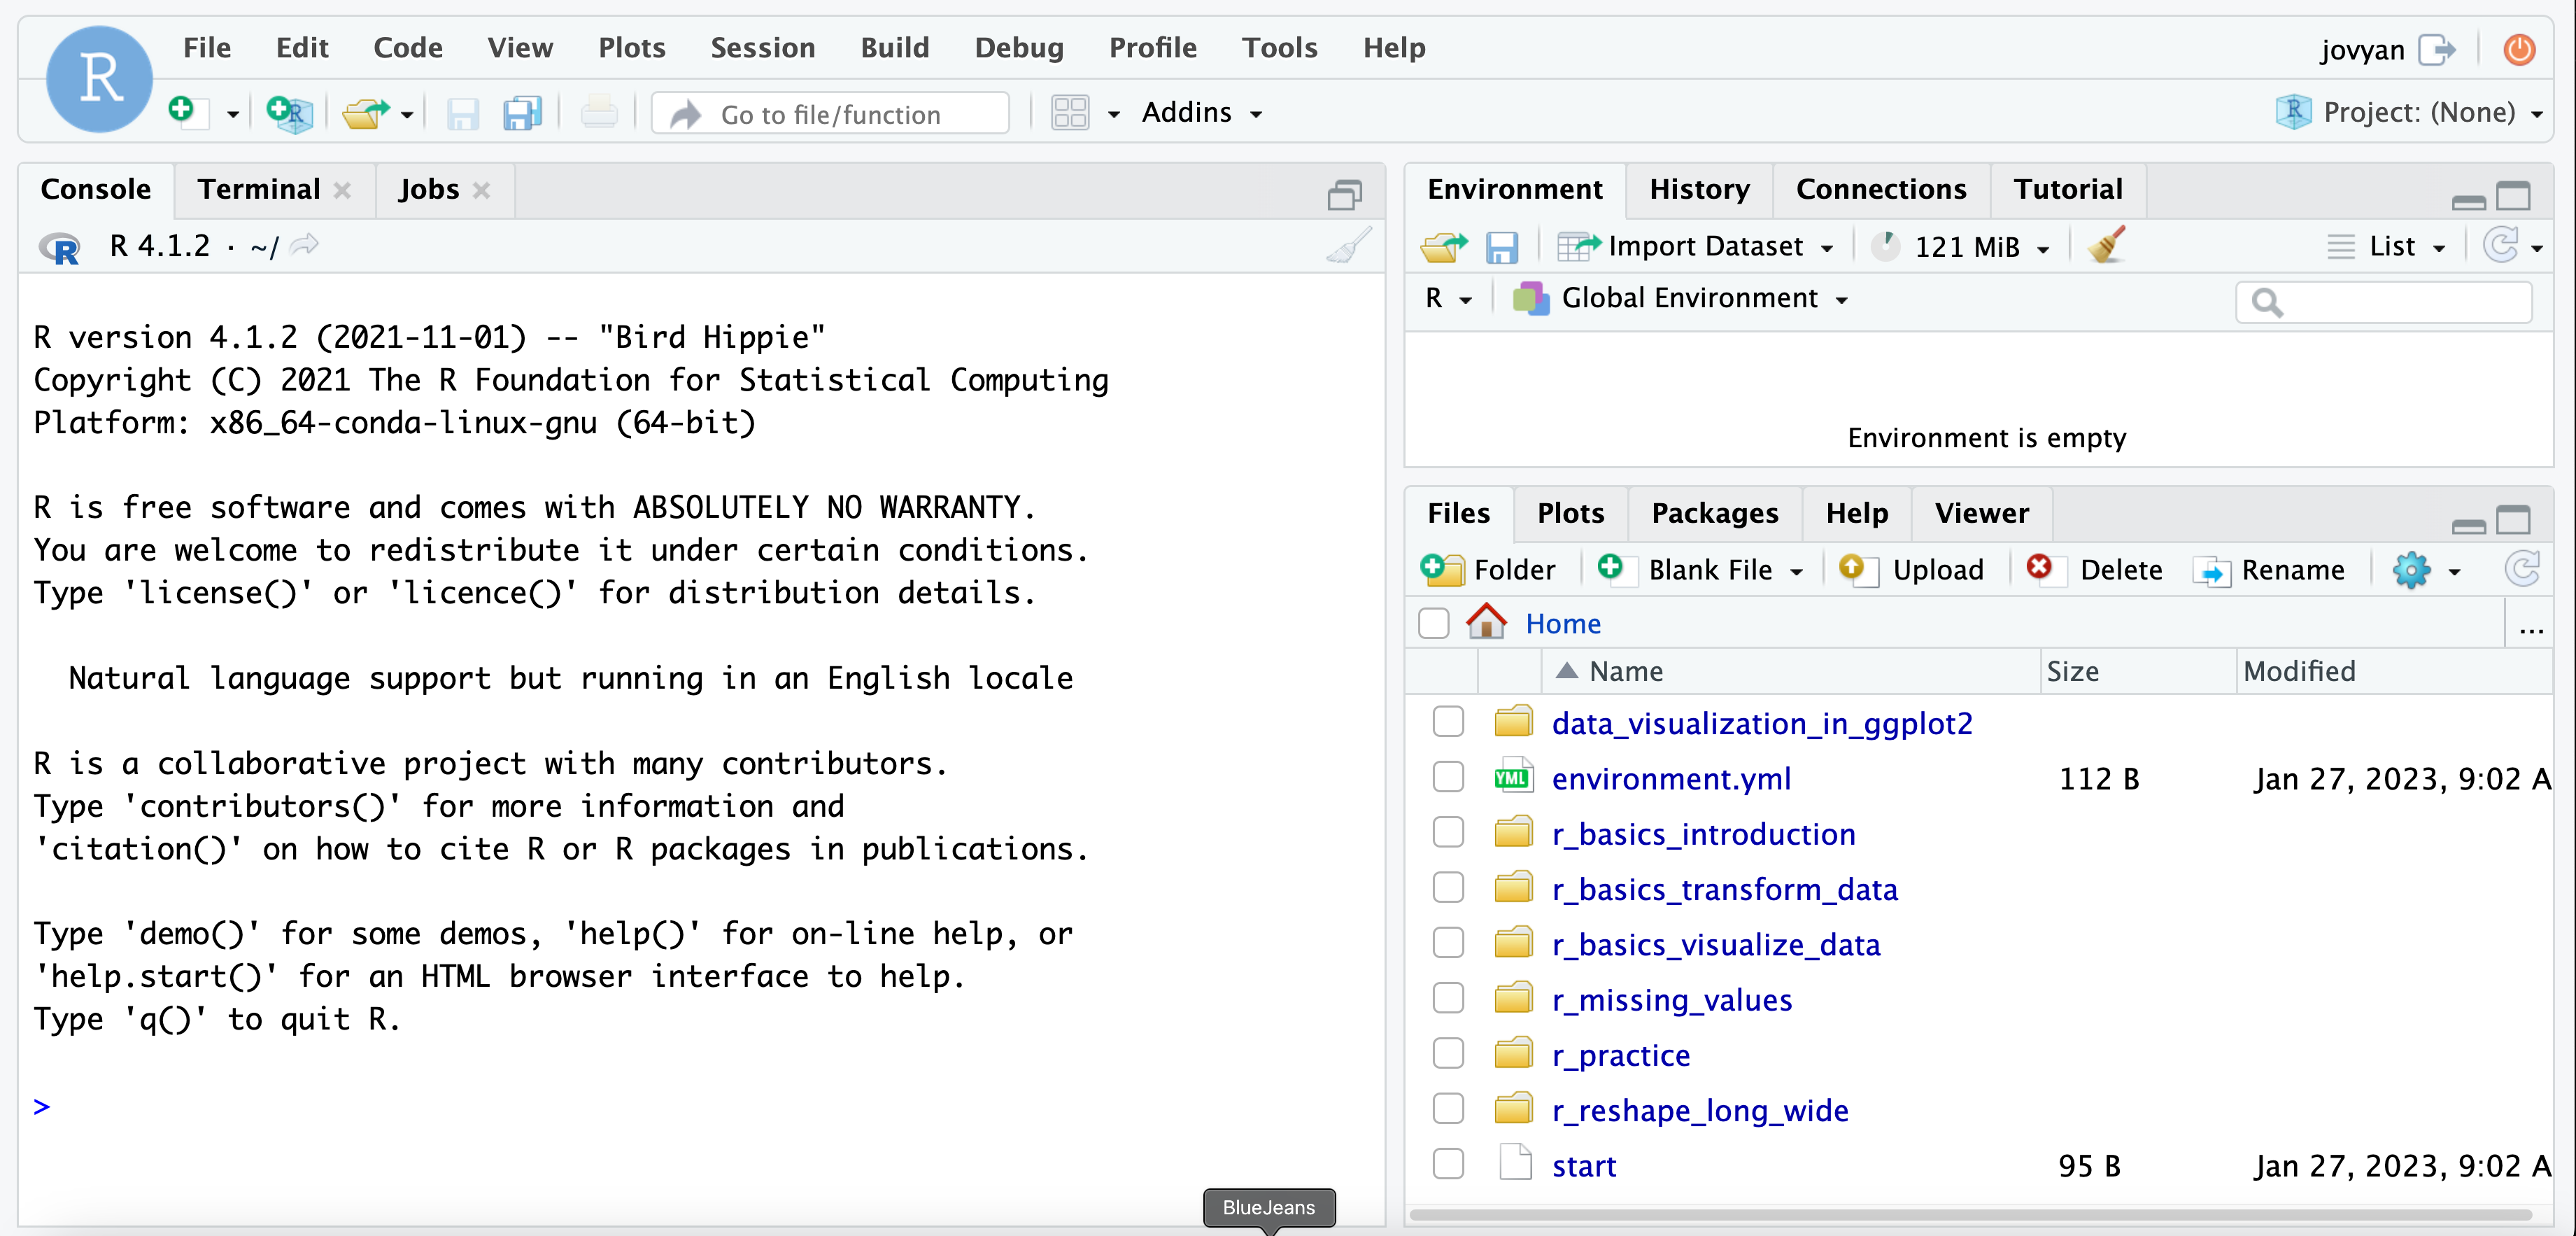 R
File Edit Code View Plots Session Build Debug Profile Tools Help
jovyan
R
Go to file/function
Addins
R
Project: (None)
Console
Terminal
Jobs
R R 4.1.2 · ~/
R version 4.1.2 (2021-11-01) -- "Bird Hippie"
Copyright (C) 2021 The R Foundation for Statistical Computing
Platform: x86_64-conda-linux-gnu (64-bit)
R is free software and comes with ABSOLUTELY NO WARRANTY.
You are welcome to redistribute it under certain conditions.
Type 'license()' or 'licence()' for distribution details.
Natural language support but running in an English locale
R is a collaborative project with many contributors.
Type 'contributors()' for more information and
'citation()' on how to cite R or R packages in publications.
Type 'demo()' for some demos, 'help()' for on-line help, or
'help.start()' for an HTML browser interface to help.
Type 'q()' to quit R.
>
BlueJeans
Environment History Connections Tutorial
Import Dataset 121 MiB List
R Global Environment
Environment is empty
Files Plots Packages Help Viewer
Folder Blank File Upload Delete Rename
Home ...
Name Size Modified
data_visualization_in_ggplot2
YML environment.yml 112 B Jan 27, 2023, 9:02 A
r_basics_introduction
r_basics_transform_data
r_basics_visualize_data
r_missing_values
r_practice
r_reshape_long_wide
start 95 B Jan 27, 2023, 9:02 A